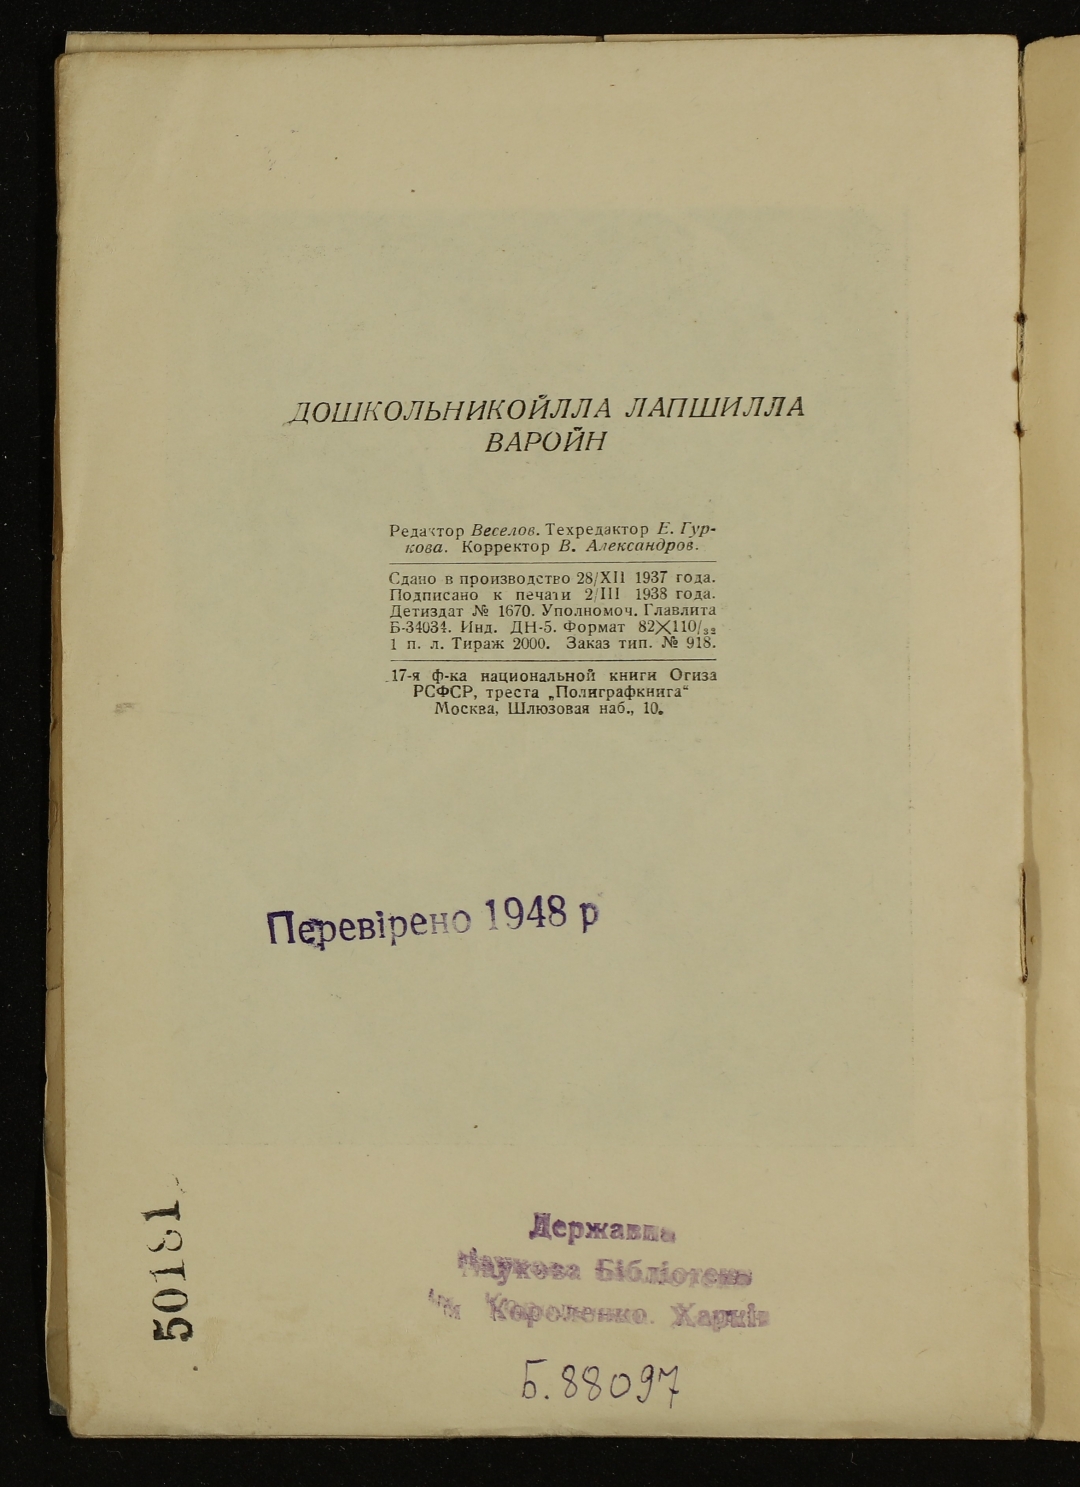 ДОШКОЛЬНИКОЙЛЛА ЛАПШИЛЛА
ВАРОЙН
Редактор Веселов. Техредактор Е. Гур-
кова. Корректор В. Александров.
Сдано в производство 28/XII 1937 года.
Подписано к печати 2/III 1938 года.
Детиздат № 1670. Уполномоч. Главлита
Б-34034. Инд. ДН-5. Формат 82X110/32
1 п. л. Тираж 2000. Заказ тип. № 918.
17-я ф-ка национальной книги Огиза
РСФСР, треста „Полиграфкнига“
Москва, Шлюзовая наб., 10.
Перевірено 1948 р
50181
Державна
Наукова Бібліотека
ім Короленко. Харків
Б. 88097